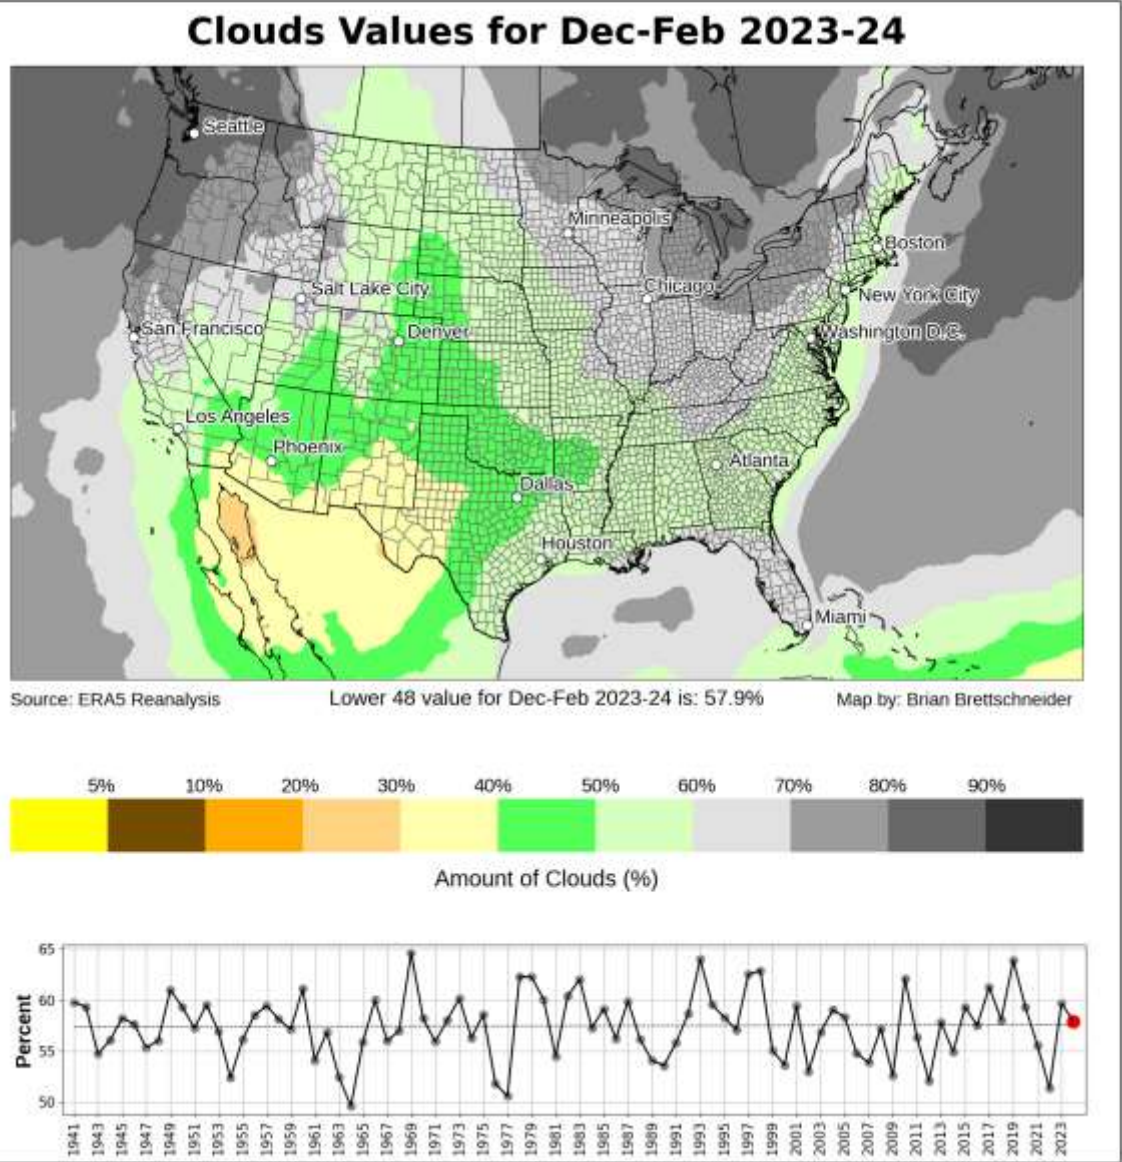 Clouds Values for Dec-Feb 2023-24
Seattle
Minneapolis
Boston
Salt Lake City
Chicago
New York City
San Francisco
Denver
Washington D.C.
Los Angeles
Phoenix
Atlanta
Dallas
Houston
Miami
Source: ERA5 Reanalysis
Lower 48 value for Dec-Feb 2023-24 is: 57.9%
Map by: Brian Brettschneider
5% 10% 20% 30% 40% 50% 60% 70% 80% 90%
Amount of Clouds (%)
Percent
65
60
55
50
1941 1943 1945 1947 1949 1951 1953 1955 1957 1959 1961 1963 1965 1967 1969 1971 1973 1975 1977 1979 1981 1983 1985 1987 1989 1991 1993 1995 1997 1999 2001 2003 2005 2007 2009 2011 2013 2015 2017 2019 2021 2023